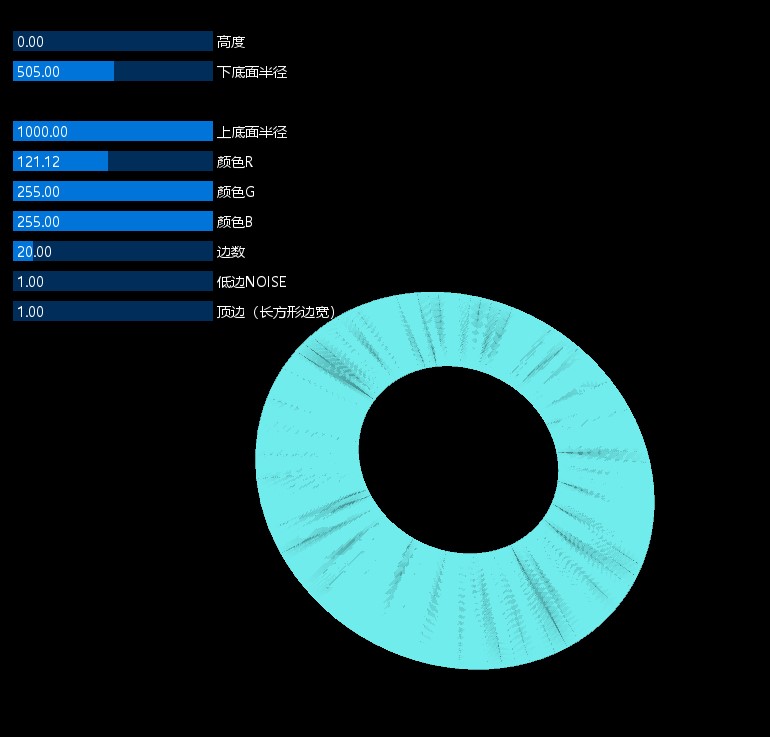 0.00 高度
505.00 下底面半径
1000.00 上底面半径
121.12 颜色R
255.00 颜色G
255.00 颜色B
20.00 边数
1.00 低边NOISE
1.00 顶边（长方形边宽）